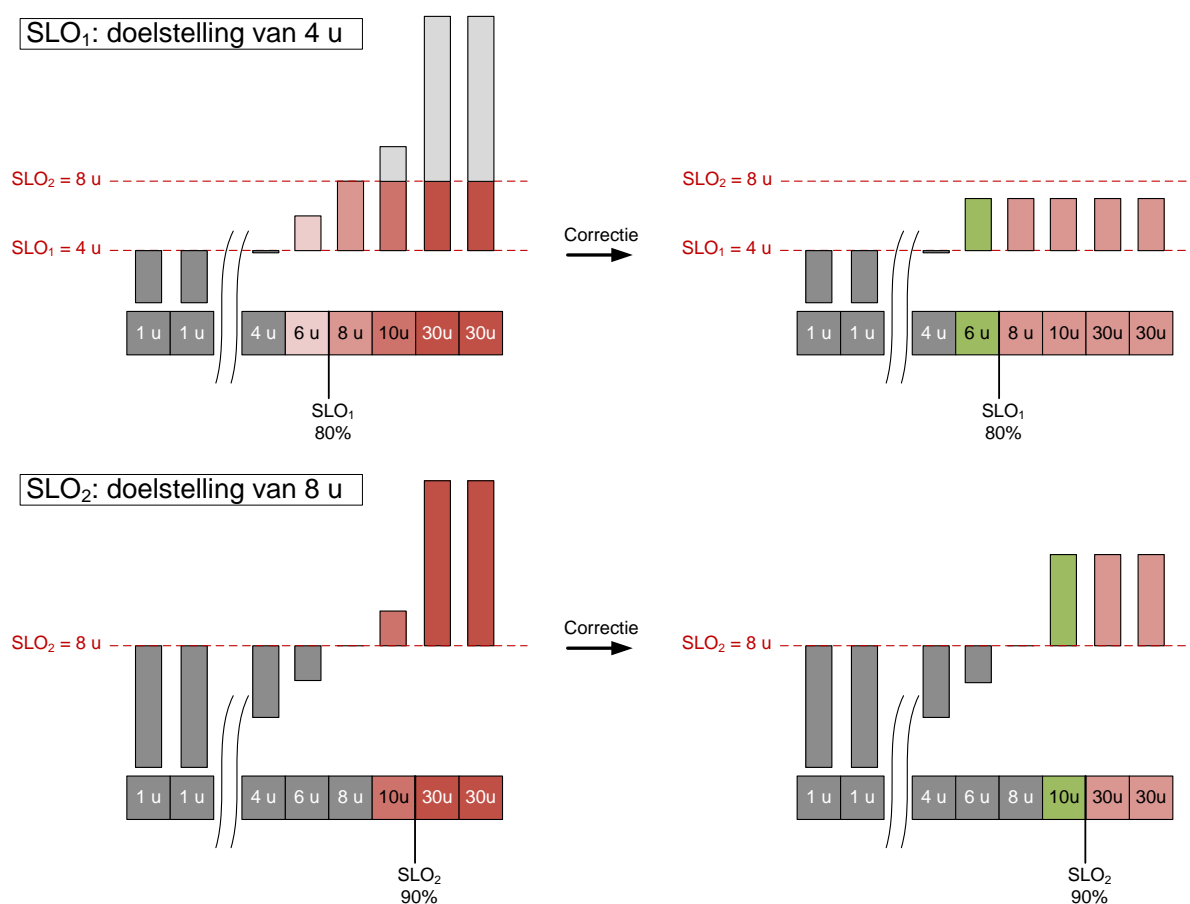 SLO₁: doelstelling van 4 u
SLO₂ = 8 u
SLO₁ = 4 u
1 u 1 u 4 u 6 u 8 u 10u 30u 30u
SLO₁
80%
Correctie
SLO₂ = 8 u
SLO₁ = 4 u
1 u 1 u 4 u 6 u 8 u 10u 30u 30u
SLO₁
80%
SLO₂: doelstelling van 8 u
SLO₂ = 8 u
1 u 1 u 4 u 6 u 8 u 10u 30u 30u
SLO₂
90%
Correctie
SLO₂ = 8 u
1 u 1 u 4 u 6 u 8 u 10u 30u 30u
SLO₂
90%